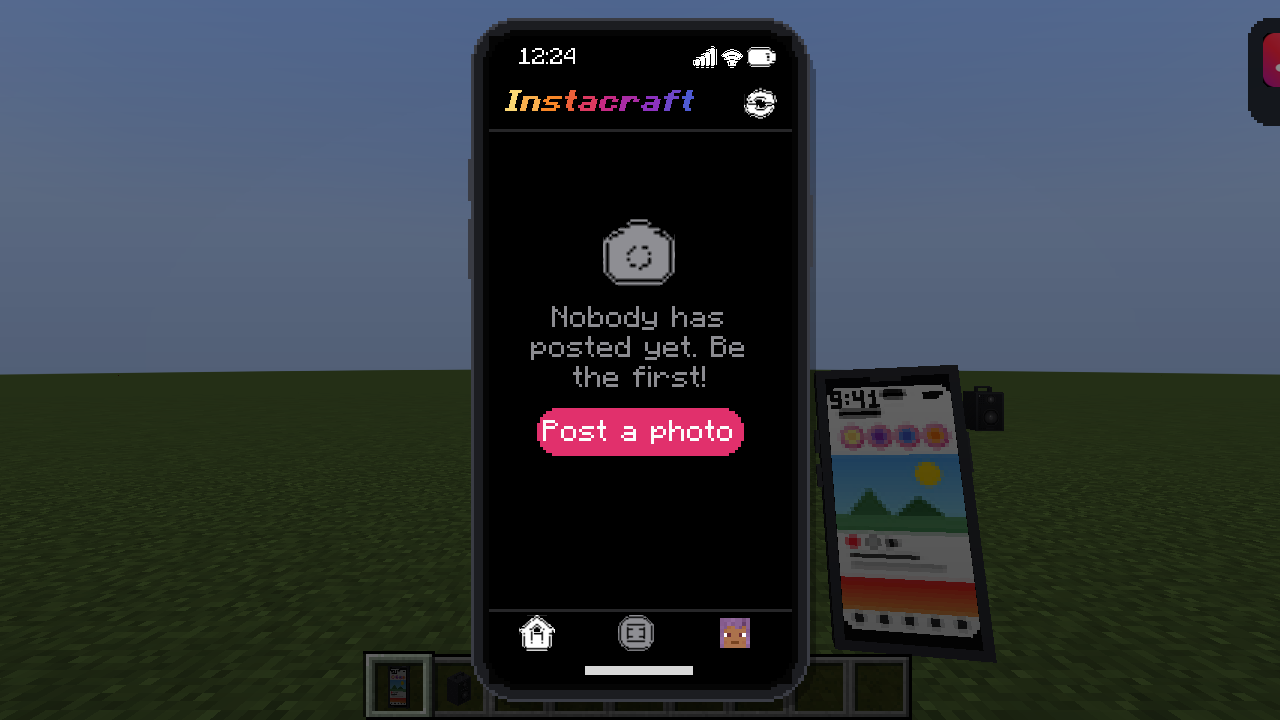 12:24
Instacraft
Nobody has
posted yet. Be
the first!
Post a photo
9:41